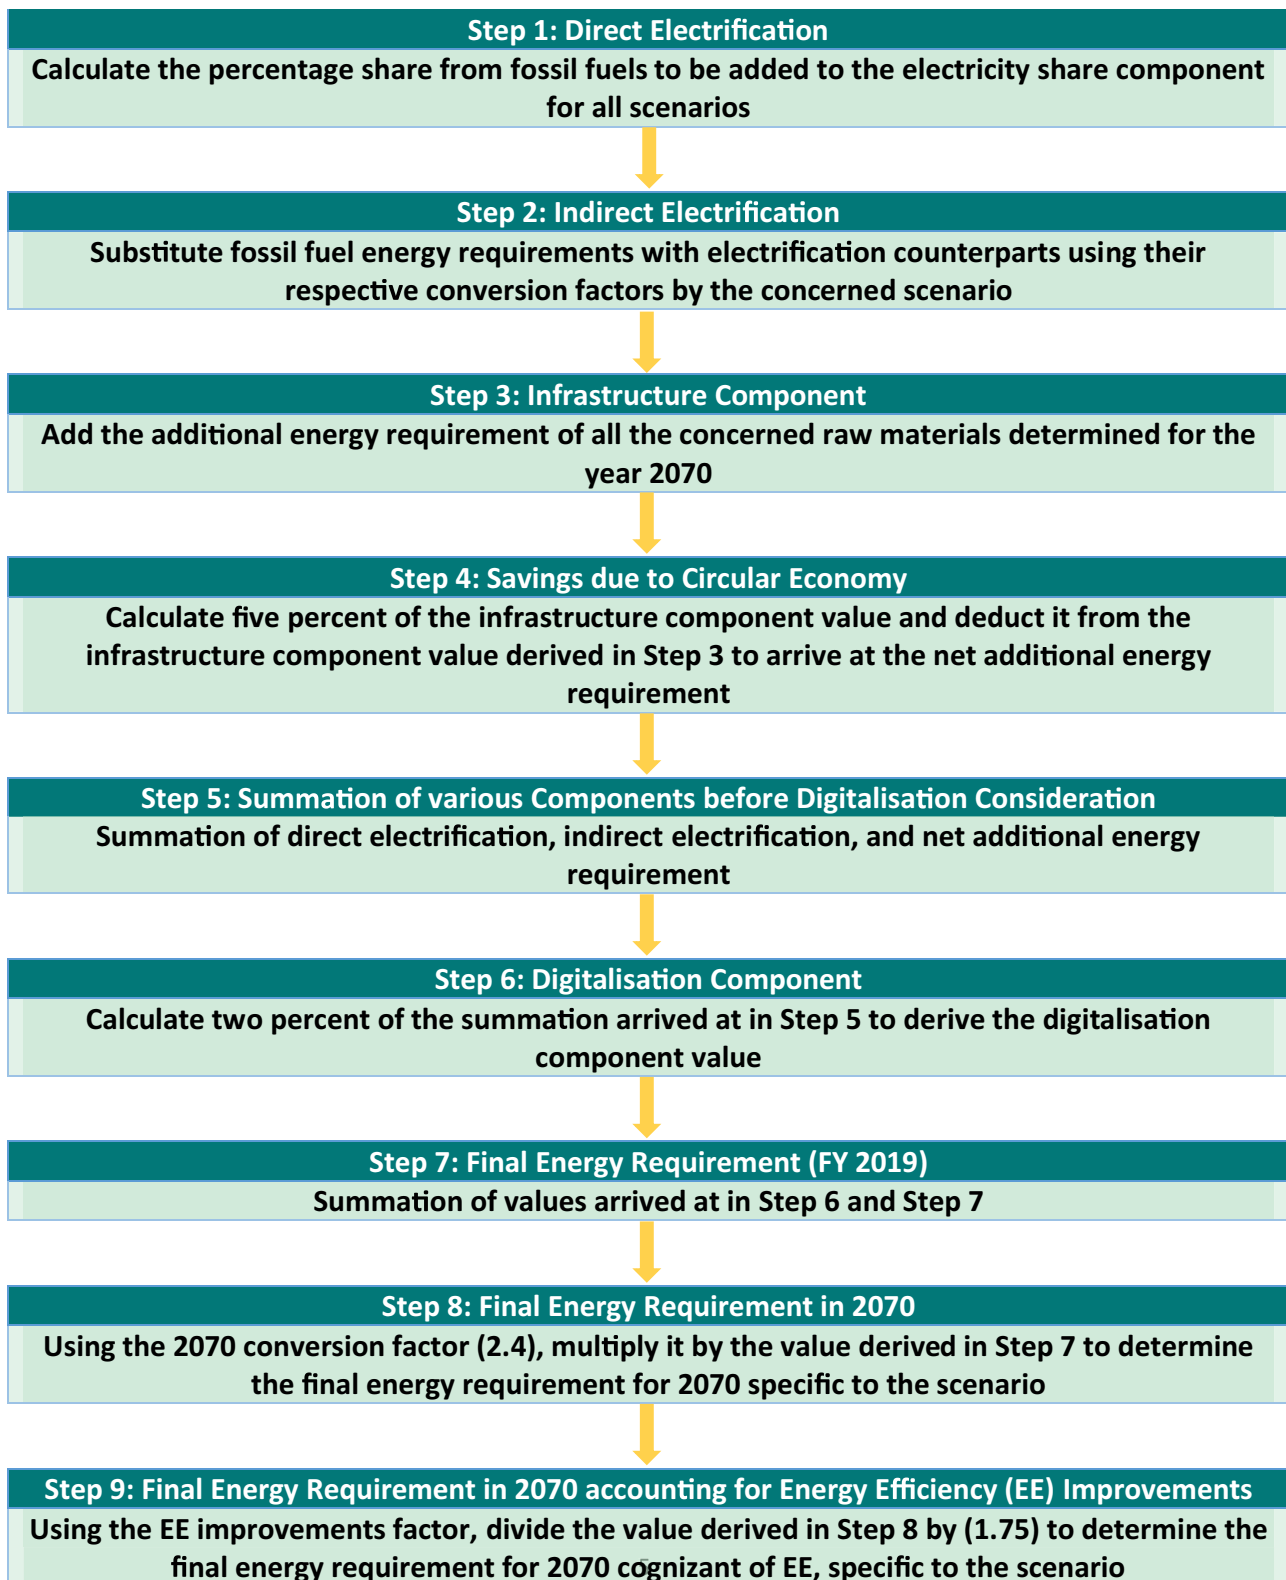 Step 1: Direct Electrification
Calculate the percentage share from fossil fuels to be added to the electricity share component
for all scenarios
Step 2: Indirect Electrification
Substitute fossil fuel energy requirements with electrification counterparts using their
respective conversion factors by the concerned scenario
Step 3: Infrastructure Component
Add the additional energy requirement of all the concerned raw materials determined for the
year 2070
Step 4: Savings due to Circular Economy
Calculate five percent of the infrastructure component value and deduct it from the
infrastructure component value derived in Step 3 to arrive at the net additional energy
requirement
Step 5: Summation of various Components before Digitalisation Consideration
Summation of direct electrification, indirect electrification, and net additional energy
requirement
Step 6: Digitalisation Component
Calculate two percent of the summation arrived at in Step 5 to derive the digitalisation
component value
Step 7: Final Energy Requirement (FY 2019)
Summation of values arrived at in Step 6 and Step 7
Step 8: Final Energy Requirement in 2070
Using the 2070 conversion factor (2.4), multiply it by the value derived in Step 7 to determine
the final energy requirement for 2070 specific to the scenario
Step 9: Final Energy Requirement in 2070 accounting for Energy Efficiency (EE) Improvements
Using the EE improvements factor, divide the value derived in Step 8 by (1.75) to determine the
final energy requirement for 2070 cognizant of EE, specific to the scenario